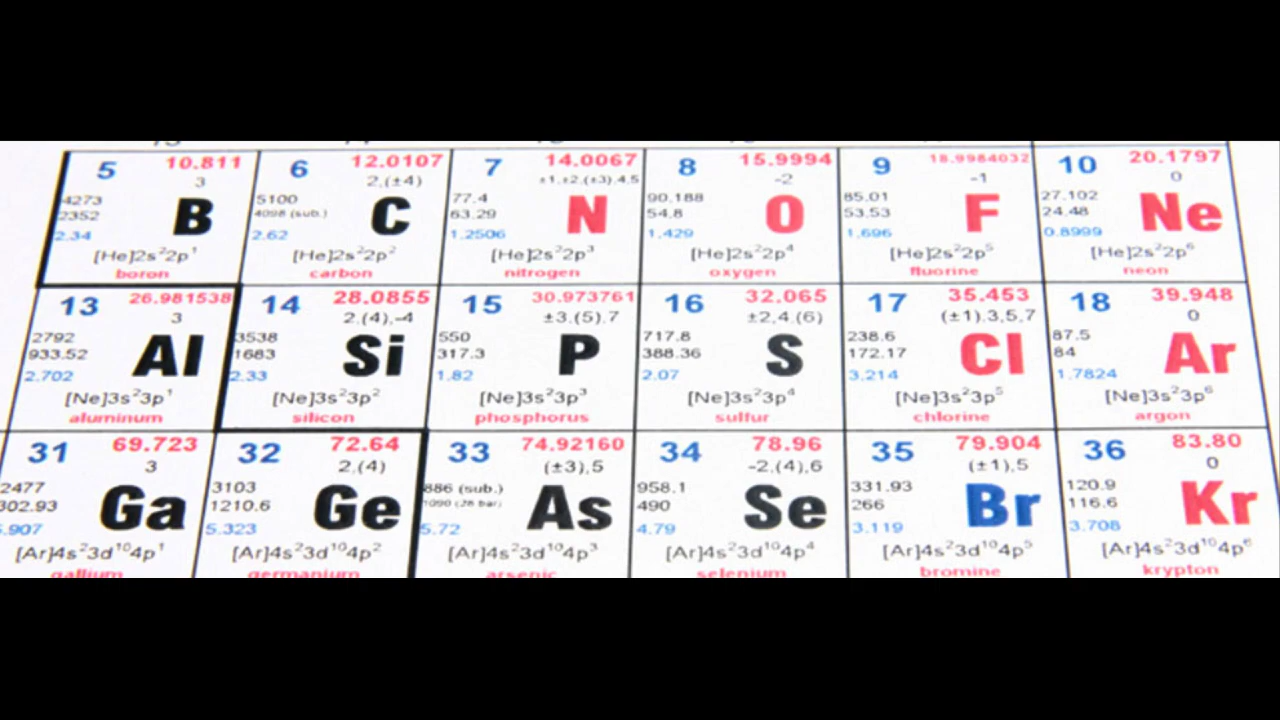 5 10.811 6 12.0107 7 14.0067 8 15.9994 9 18.9984032 10 20.1797
3 2,(±4) ±1,±2,(±3),4,5 -2 -1 0
4273 5100 77.4 90.188 85.01 27.102
2352 4098 (sub.) 63.29 54.8 53.53 24.48
B C N O F Ne
2.34 2.62 1.2506 1.429 1.696 0.8999
[He]2s²2p¹ [He]2s²2p² [He]2s²2p³ [He]2s²2p⁴ [He]2s²2p⁵ [He]2s²2p⁶
boron carbon nitrogen oxygen fluorine neon
13 26.981538 14 28.0855 15 30.973761 16 32.065 17 35.453 18 39.948
3 2,(4),-4 ±3,(5),7 ±2,4,(6) (±1),3,5,7 0
2792 3538 550 717.8 238.6 87.5
933.52 1683 317.3 388.36 172.17 84
Al Si P S Cl Ar
2.702 2.33 1.82 2.07 3.214 1.7824
[Ne]3s²3p¹ [Ne]3s²3p² [Ne]3s²3p³ [Ne]3s²3p⁴ [Ne]3s²3p⁵ [Ne]3s²3p⁶
aluminum silicon phosphorus sulfur chlorine argon
31 69.723 32 72.64 33 74.92160 34 78.96 35 79.904 36 83.80
3 2,(4) (±3),5 -2,(4),6 (±1),5 0
2477 3103 886 (sub.) 958.1 331.93 120.9
302.93 1210.6 1090 (28 bar) 490 266 116.6
Ga Ge As Se Br Kr
5.907 5.323 5.72 4.79 3.119 3.708
[Ar]4s²3d¹⁰4p¹ [Ar]4s²3d¹⁰4p² [Ar]4s²3d¹⁰4p³ [Ar]4s²3d¹⁰4p⁴ [Ar]4s²3d¹⁰4p⁵ [Ar]4s²3d¹⁰4p⁶
gallium germanium arsenic selenium bromine krypton